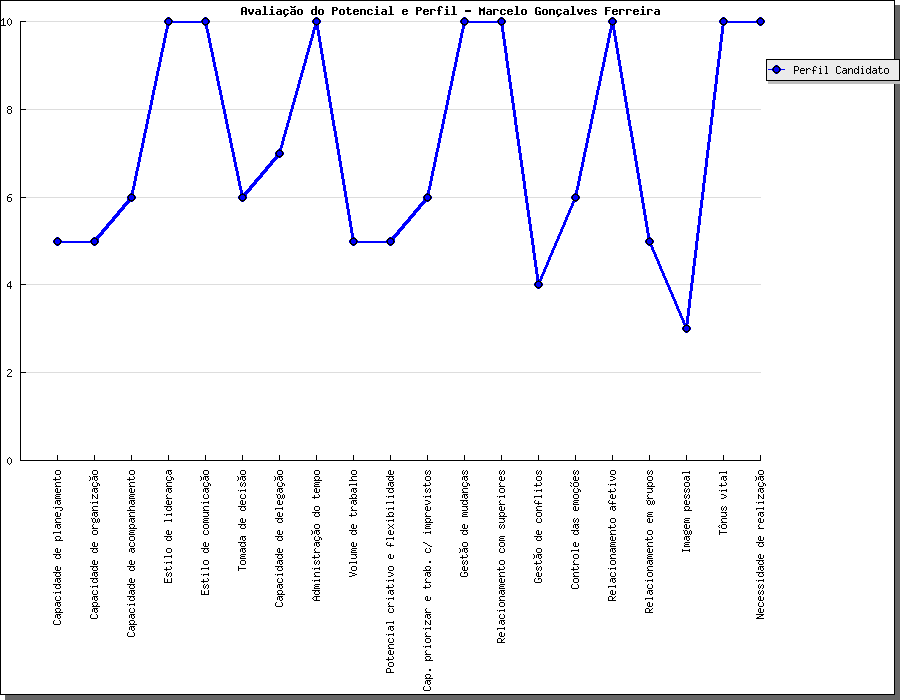 Avaliação do Potencial e Perfil - Marcelo Gonçalves Ferreira
10
8
6
4
2
0
Perfil Candidato
Capacidade de planejamento
Capacidade de organização
Capacidade de acompanhamento
Estilo de liderança
Estilo de comunicação
Tomada de decisão
Capacidade de delegação
Administração do tempo
Volume de trabalho
Potencial criativo e flexibilidade
Cap. priorizar e trab. c/ imprevistos
Gestão de mudanças
Relacionamento com superiores
Gestão de conflitos
Controle das emoções
Relacionamento afetivo
Relacionamento em grupos
Imagem pessoal
Tônus vital
Necessidade de realização